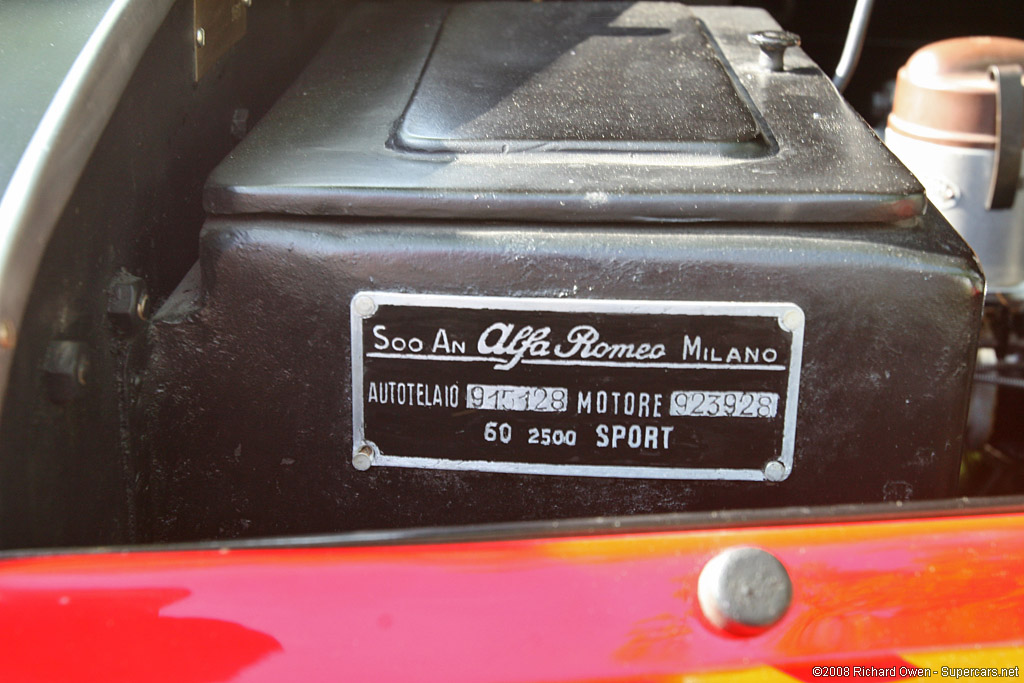 Soo An Alfa Romeo Milano
AUTOTELAIO 915128 MOTORE 923928
6C 2500 SPORT
©2008 Richard Owen - Supercars.net